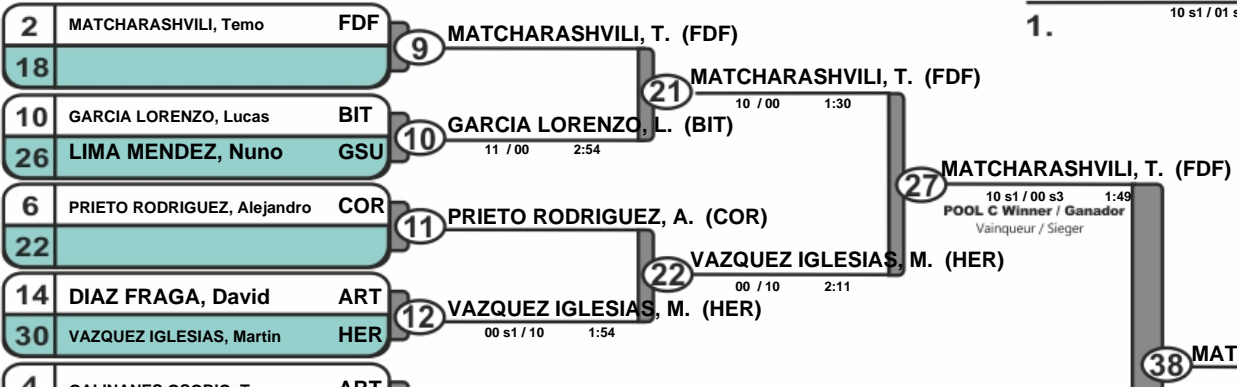 2 MATCHARASHVILI, Temo FDF
18
9 MATCHARASHVILI, T. (FDF)
10 GARCIA LORENZO, Lucas BIT
26 LIMA MENDEZ, Nuno GSU
10 GARCIA LORENZO, L. (BIT)
11 / 00 2:54
21 MATCHARASHVILI, T. (FDF)
10 / 00 1:30
6 PRIETO RODRIGUEZ, Alejandro COR
22
11 PRIETO RODRIGUEZ, A. (COR)
14 DIAZ FRAGA, David ART
30 VAZQUEZ IGLESIAS, Martin HER
12 VAZQUEZ IGLESIAS, M. (HER)
00 s1 / 10 1:54
22 VAZQUEZ IGLESIAS, M. (HER)
00 / 10 2:11
27 MATCHARASHVILI, T. (FDF)
10 s1 / 00 s3 1:49
POOL C Winner / Ganador
Vainqueur / Sieger
10 s1 / 01 s
1.
38 MAT
4 ART